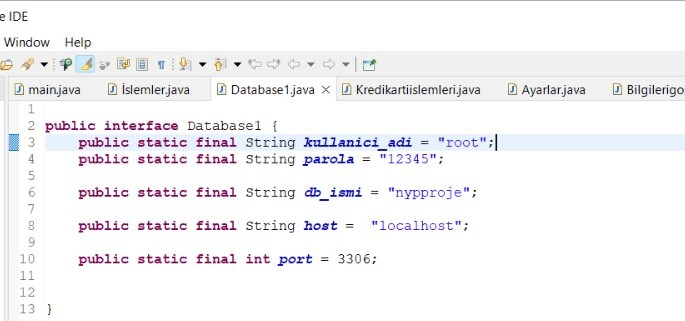 e IDE
Window Help
main.java İslemler.java Database1.java Kredikartiislemleri.java Ayarlar.java Bilgilerigo
1
2 public interface Database1 {
3 public static final String kullanici_adi = "root";
4 public static final String parola = "12345";
5
6 public static final String db_ismi = "nypproje";
7
8 public static final String host =  "localhost";
9
10 public static final int port = 3306;
11
12
13 }